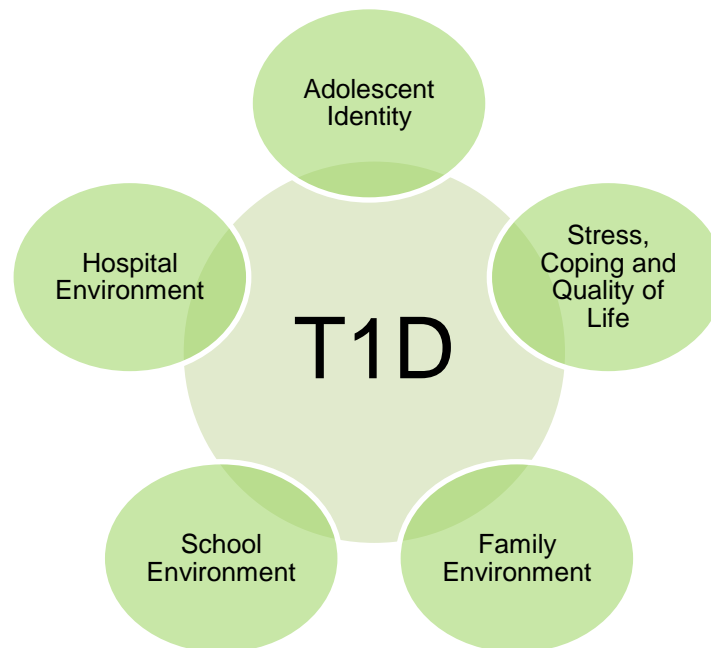 Adolescent
Identity
Stress,
Coping and
Quality of
Life
Hospital
Environment
T1D
School
Environment
Family
Environment